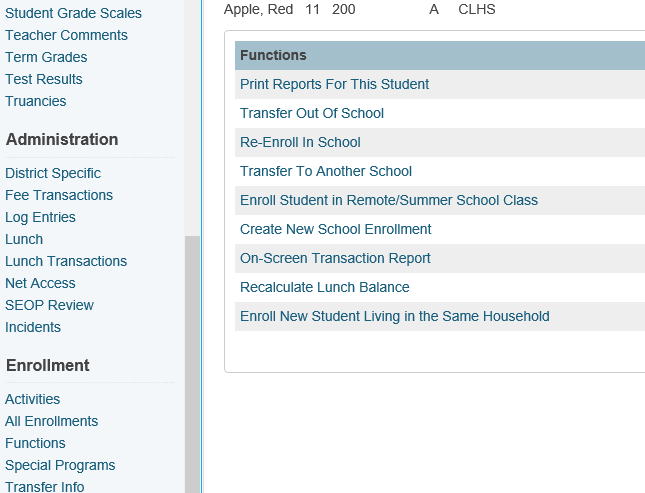 Student Grade Scales
Teacher Comments
Term Grades
Test Results
Truancies
Administration
District Specific
Fee Transactions
Log Entries
Lunch
Lunch Transactions
Net Access
SEOP Review
Incidents
Enrollment
Activities
All Enrollments
Functions
Special Programs
Transfer Info
Apple, Red 11 200 A CLHS
Functions
Print Reports For This Student
Transfer Out Of School
Re-Enroll In School
Transfer To Another School
Enroll Student in Remote/Summer School Class
Create New School Enrollment
On-Screen Transaction Report
Recalculate Lunch Balance
Enroll New Student Living in the Same Household